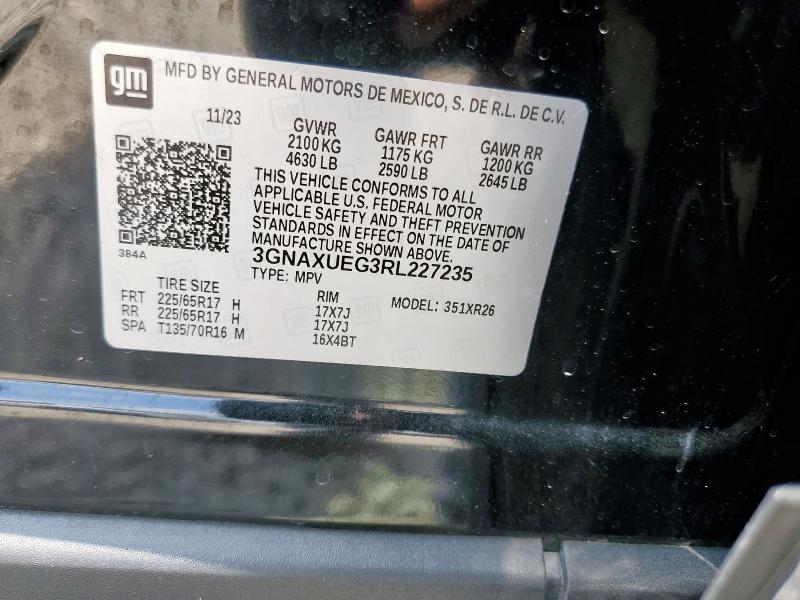 gm
MFD BY GENERAL MOTORS DE MEXICO, S. DE R.L. DE C.V.
11/23
GVWR GAWR FRT GAWR RR
2100 KG 1175 KG 1200 KG
4630 LB 2590 LB 2645 LB
THIS VEHICLE CONFORMS TO ALL
APPLICABLE U.S. FEDERAL MOTOR
VEHICLE SAFETY AND THEFT PREVENTION
STANDARDS IN EFFECT ON THE DATE OF
MANUFACTURE SHOWN ABOVE.
384A
3GNAXUEG3RL227235
TYPE: MPV
TIRE SIZE RIM MODEL: 351XR26
FRT 225/65R17 H 17X7J
RR 225/65R17 H 17X7J
SPA T135/70R16 M 16X4BT